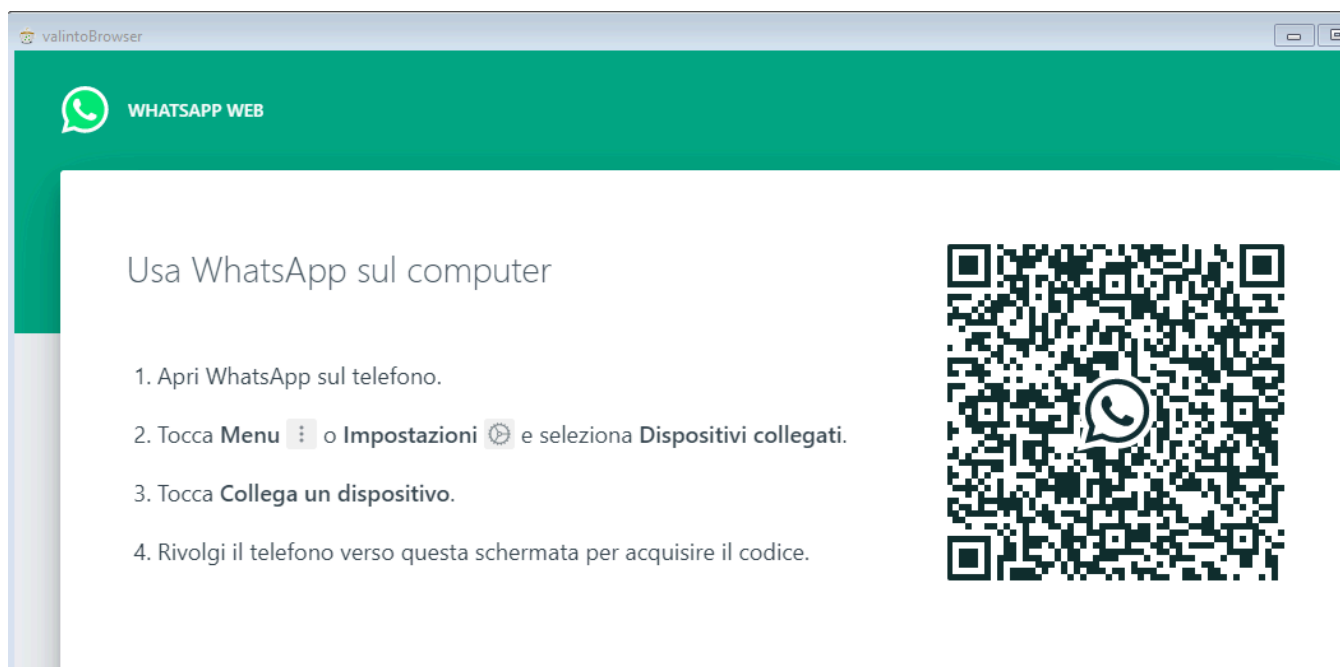 valintoBrowser
WHATSAPP WEB
Usa WhatsApp sul computer
1. Apri WhatsApp sul telefono.
2. Tocca Menu o Impostazioni e seleziona Dispositivi collegati.
3. Tocca Collega un dispositivo.
4. Rivolgi il telefono verso questa schermata per acquisire il codice.